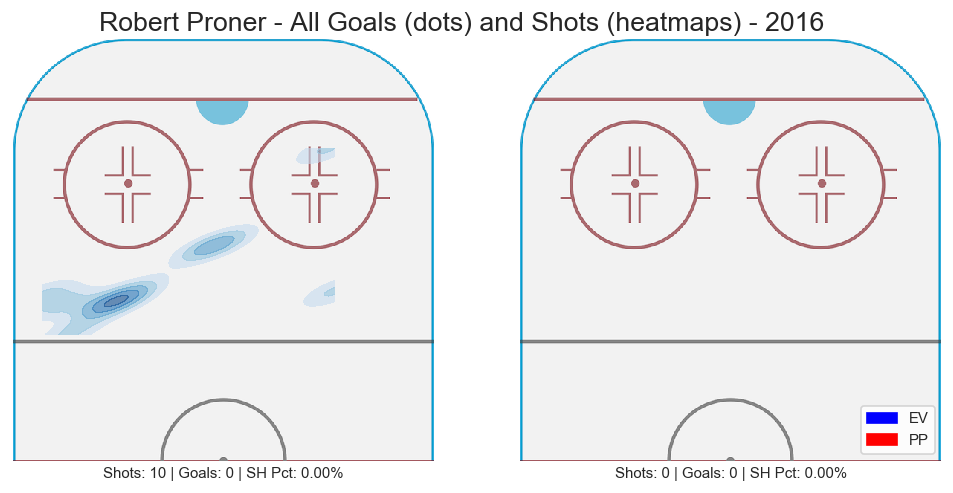 Robert Proner - All Goals (dots) and Shots (heatmaps) - 2016
EV
PP
Shots: 10 | Goals: 0 | SH Pct: 0.00%
Shots: 0 | Goals: 0 | SH Pct: 0.00%